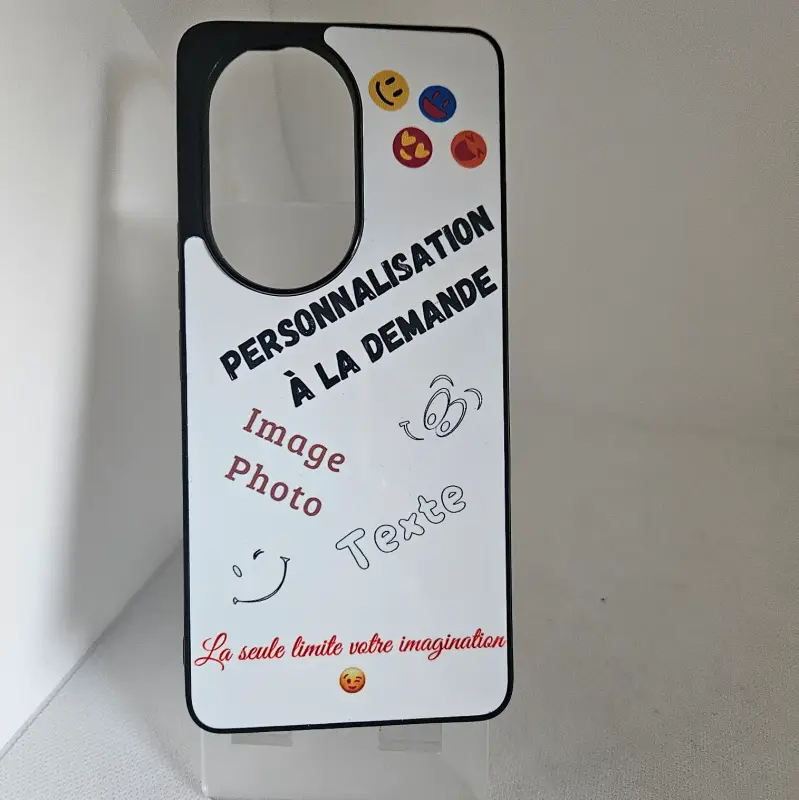 PERSONNALISATION
À LA DEMANDE
Image
Photo
Texte
La seule limite votre imagination